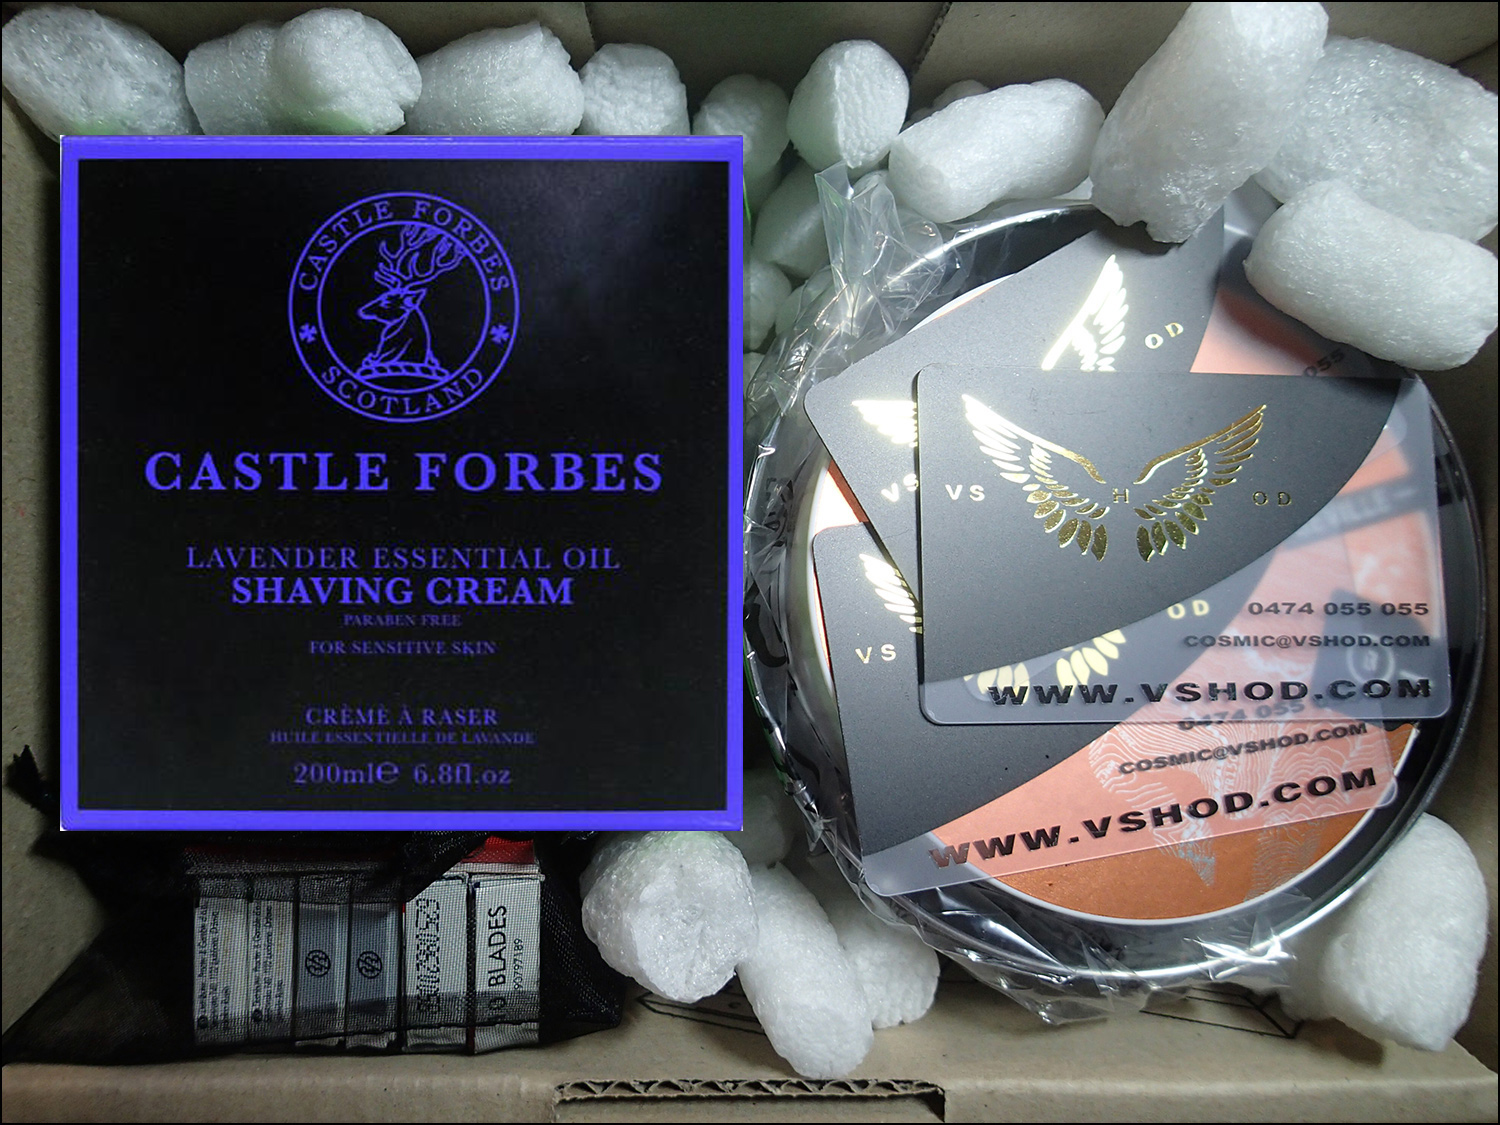 CASTLE FORBES
SCOTLAND
CASTLE FORBES
LAVENDER ESSENTIAL OIL
SHAVING CREAM
PARABEN FREE
FOR SENSITIVE SKIN
CRÈME À RASER
HUILE ESSENTIELLE DE LAVANDE
200ml℮ 6.8fl.oz
OD
055
VS
VS H OD
VS
OD
0474 055 055
COSMIC@VSHOD.COM
WWW.VSHOD.COM
0474 055
COSMIC@VSHOD.COM
WWW.VSHOD.COM
BLADES